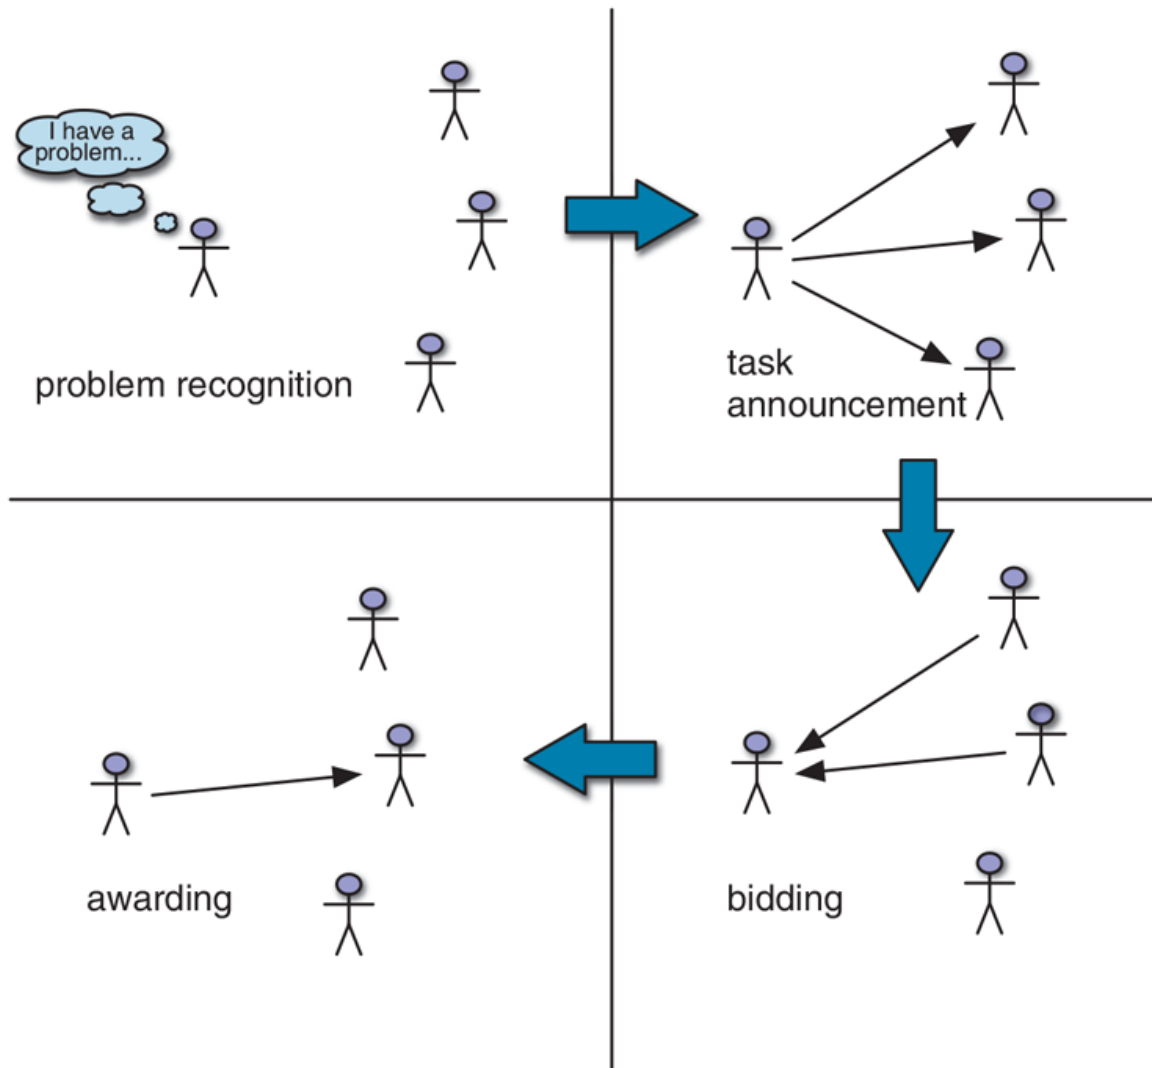 I have a
problem...
problem recognition
task
announcement
awarding
bidding